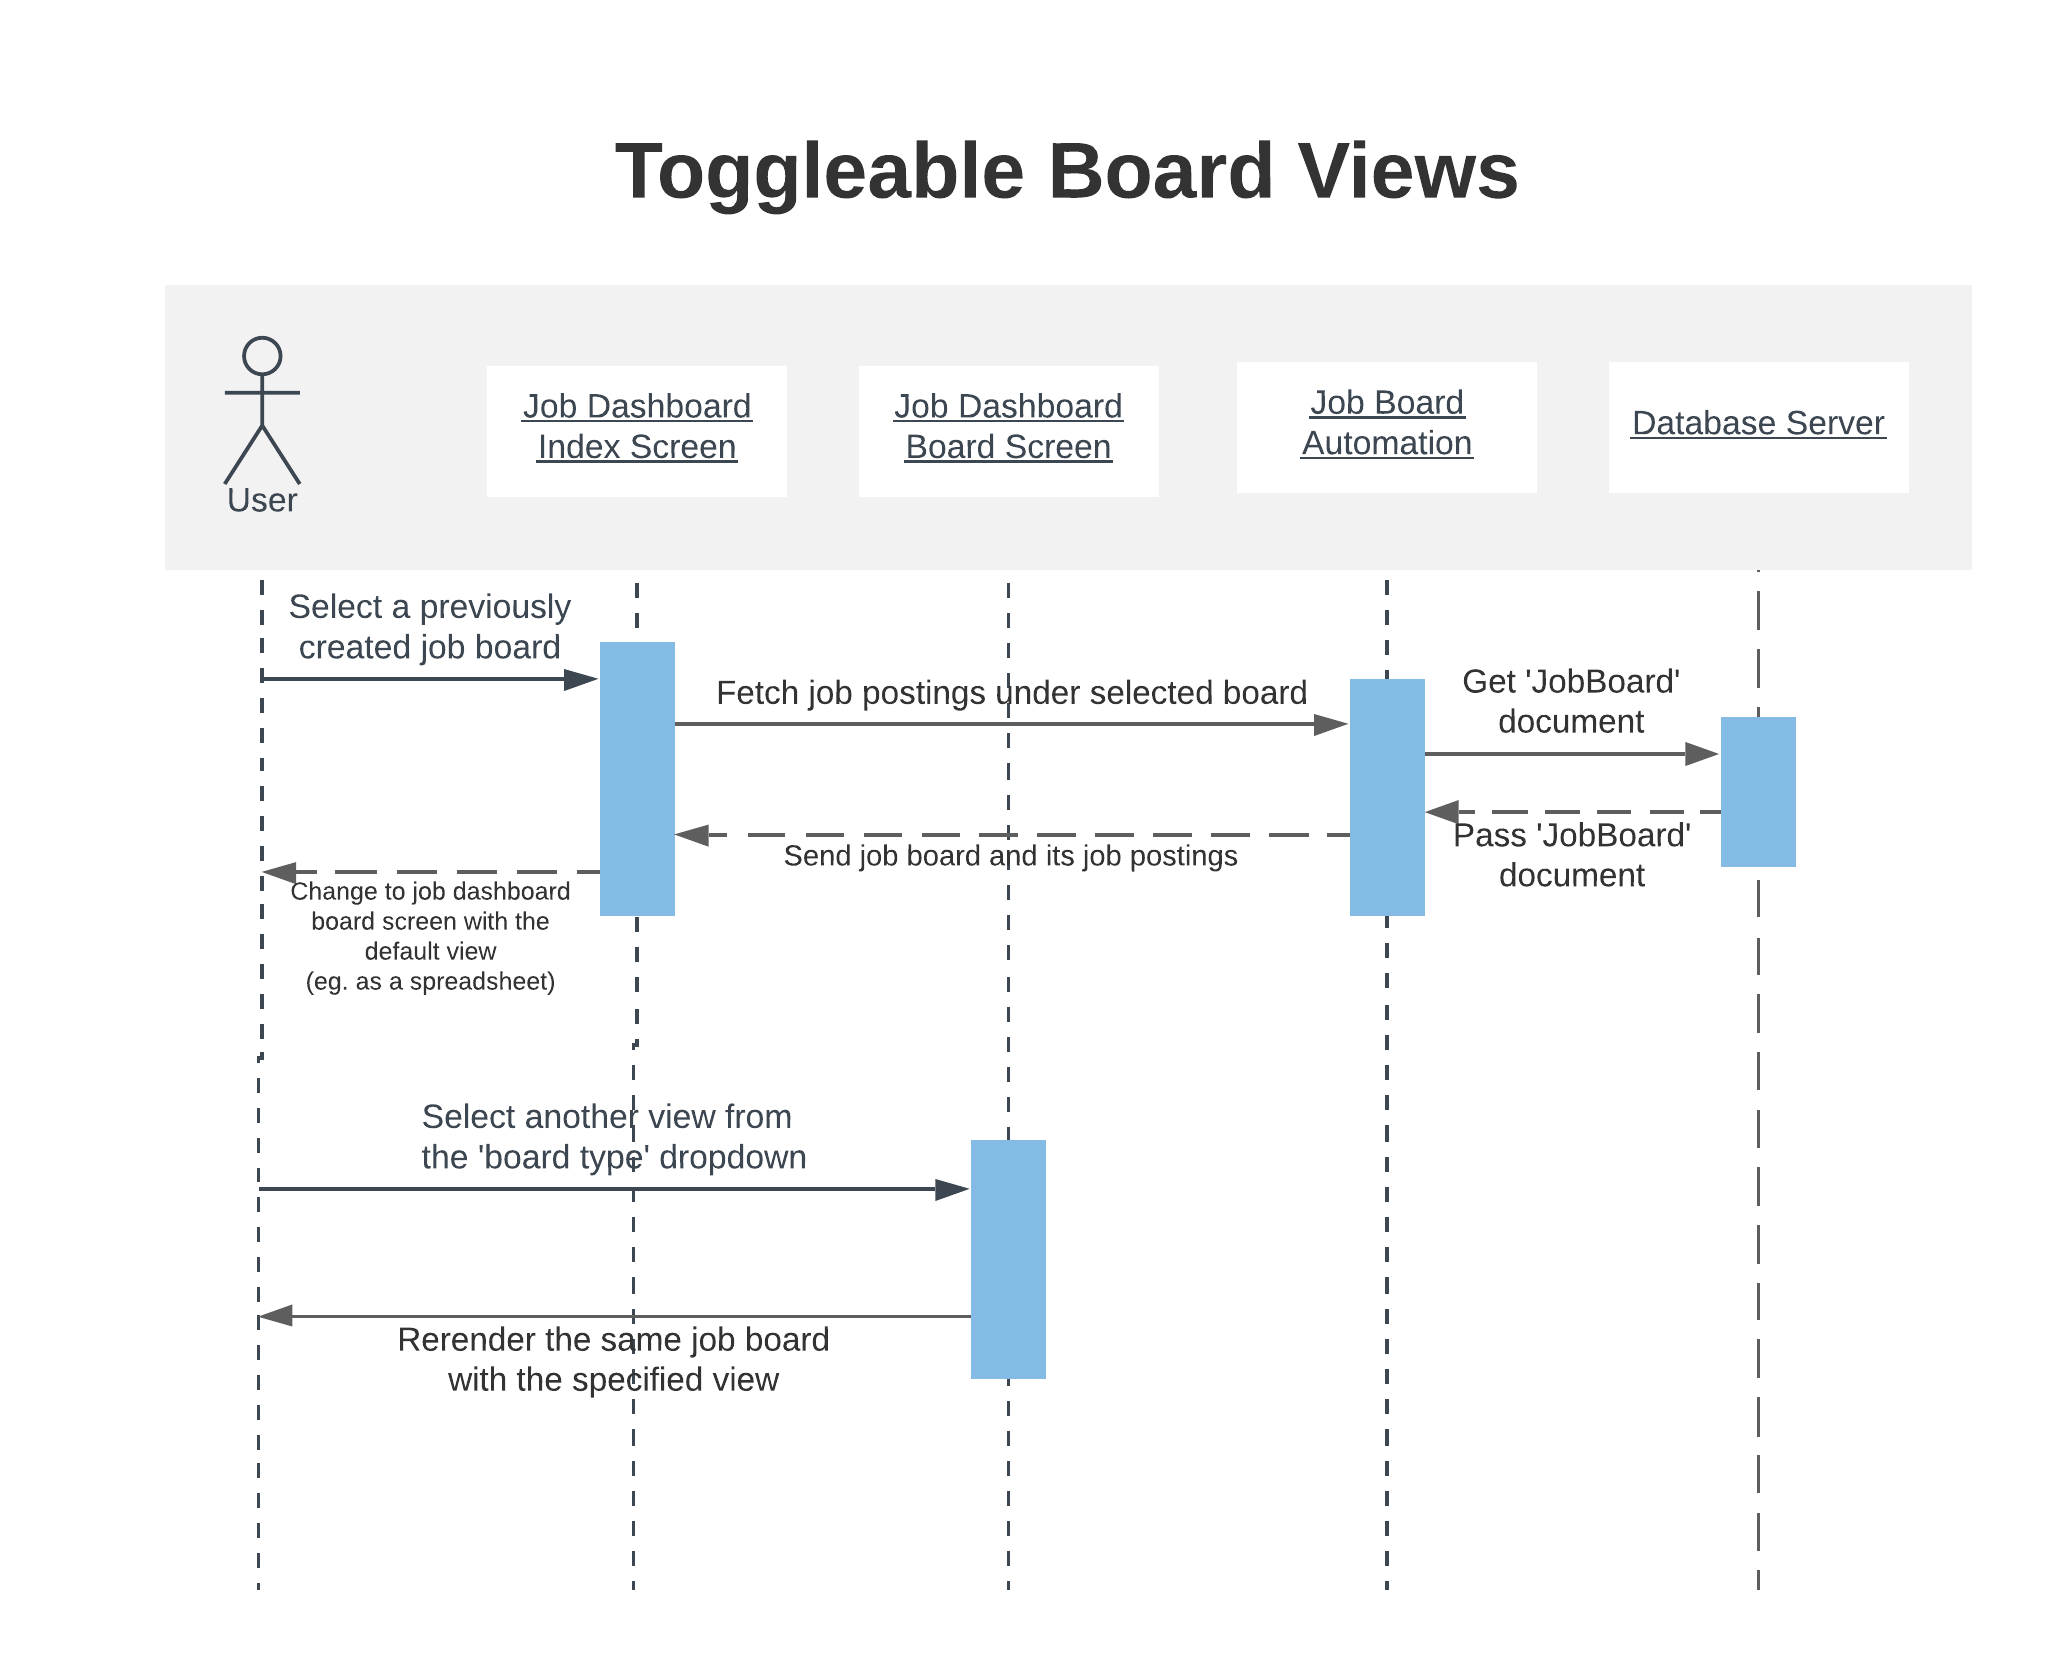 Toggleable Board Views
User
Job Dashboard
Index Screen
Job Dashboard
Board Screen
Job Board
Automation
Database Server
Select a previously
created job board
Fetch job postings under selected board
Get 'JobBoard'
document
Pass 'JobBoard'
document
Send job board and its job postings
Change to job dashboard
board screen with the
default view
(eg. as a spreadsheet)
Select another view from
the 'board type' dropdown
Rerender the same job board
with the specified view